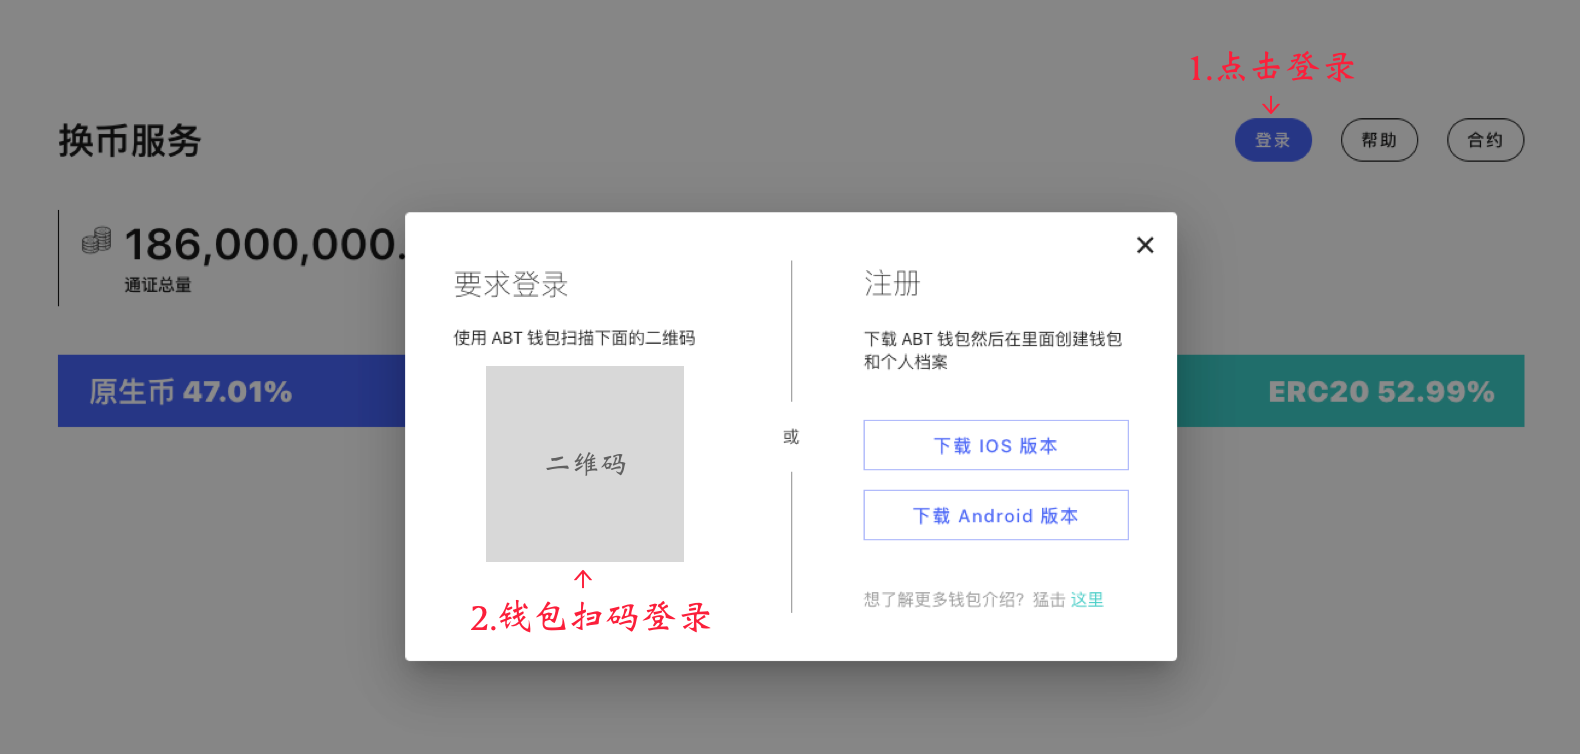 1.点击登录
换币服务
登录
帮助
合约
186,000,000.
通证总量
原生币 47.01%
ERC20 52.99%
要求登录
使用 ABT 钱包扫描下面的二维码
二维码
2.钱包扫码登录
或
注册
下载 ABT 钱包然后在里面创建钱包
和个人档案
下载 IOS 版本
下载 Android 版本
想了解更多钱包介绍? 猛击 这里